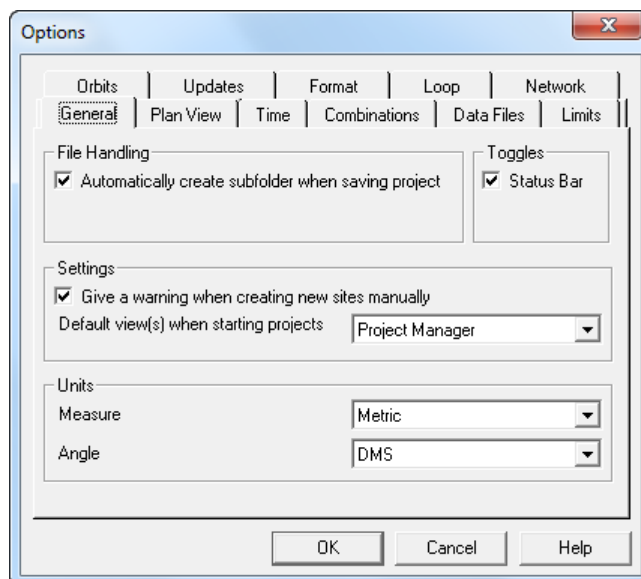 Options
Orbits Updates Format Loop Network
General Plan View Time Combinations Data Files Limits
File Handling Toggles
Automatically create subfolder when saving project Status Bar
Settings
Give a warning when creating new sites manually
Default view(s) when starting projects Project Manager
Units
Measure Metric
Angle DMS
OK Cancel Help